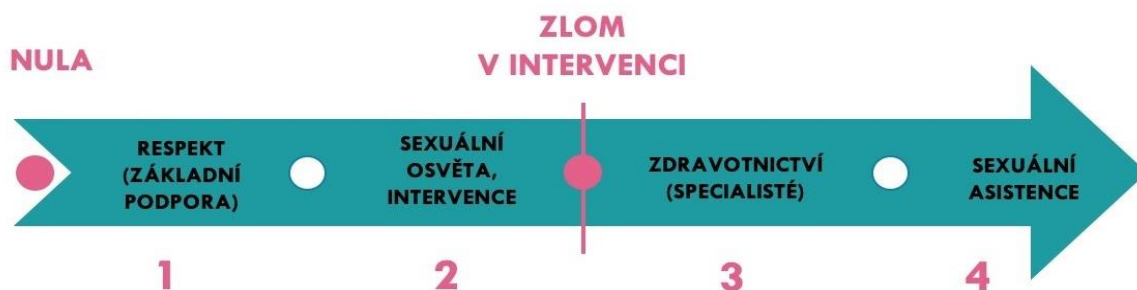 NULA
ZLOM
V INTERVENCI
RESPEKT
(ZÁKLADNÍ
PODPORA)
SEXUÁLNÍ
OSVĚTA,
INTERVENCE
ZDRAVOTNICTVÍ
(SPECIALISTÉ)
SEXUÁLNÍ
ASISTENCE
1
2
3
4